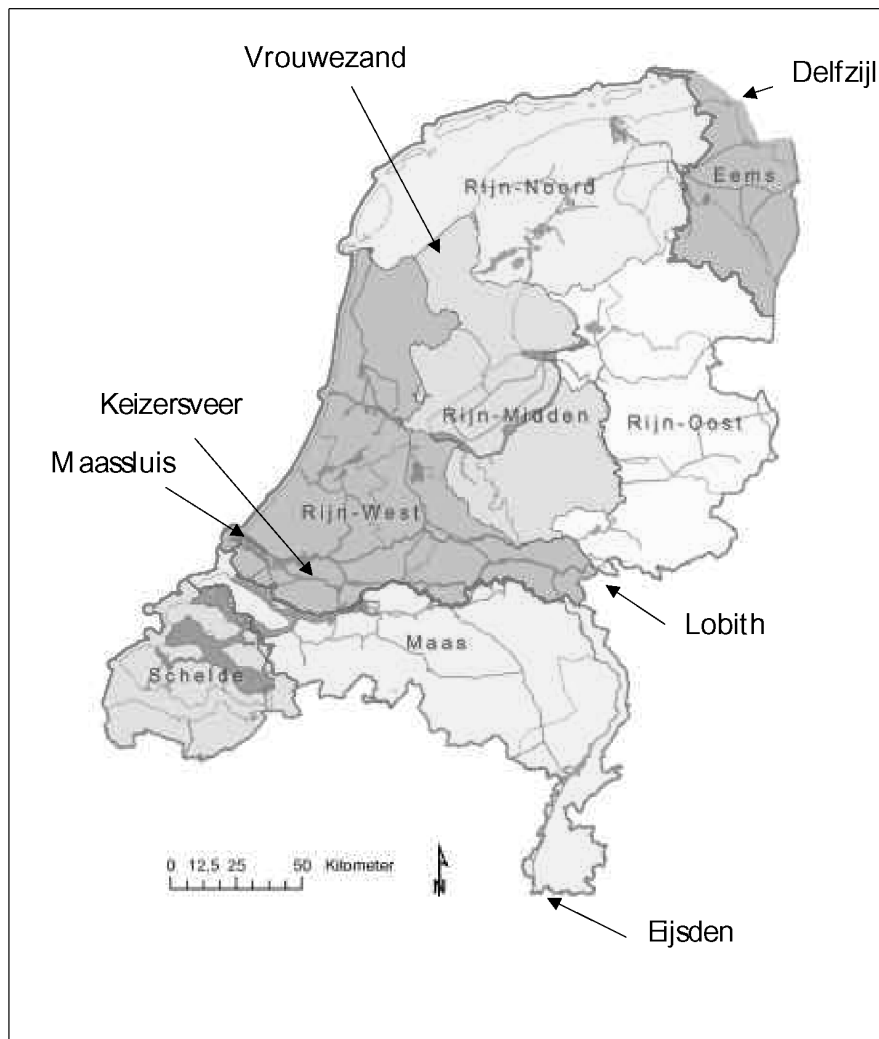 Vrouwezand
Delfzijl
Eems
Rijn-Noord
Keizersveer
Rijn-Midden
Rijn-Oost
Maassluis
Rijn-West
Lobith
Maas
Schelde
0 12,5 25 50 Kilometer
N
Eijsden